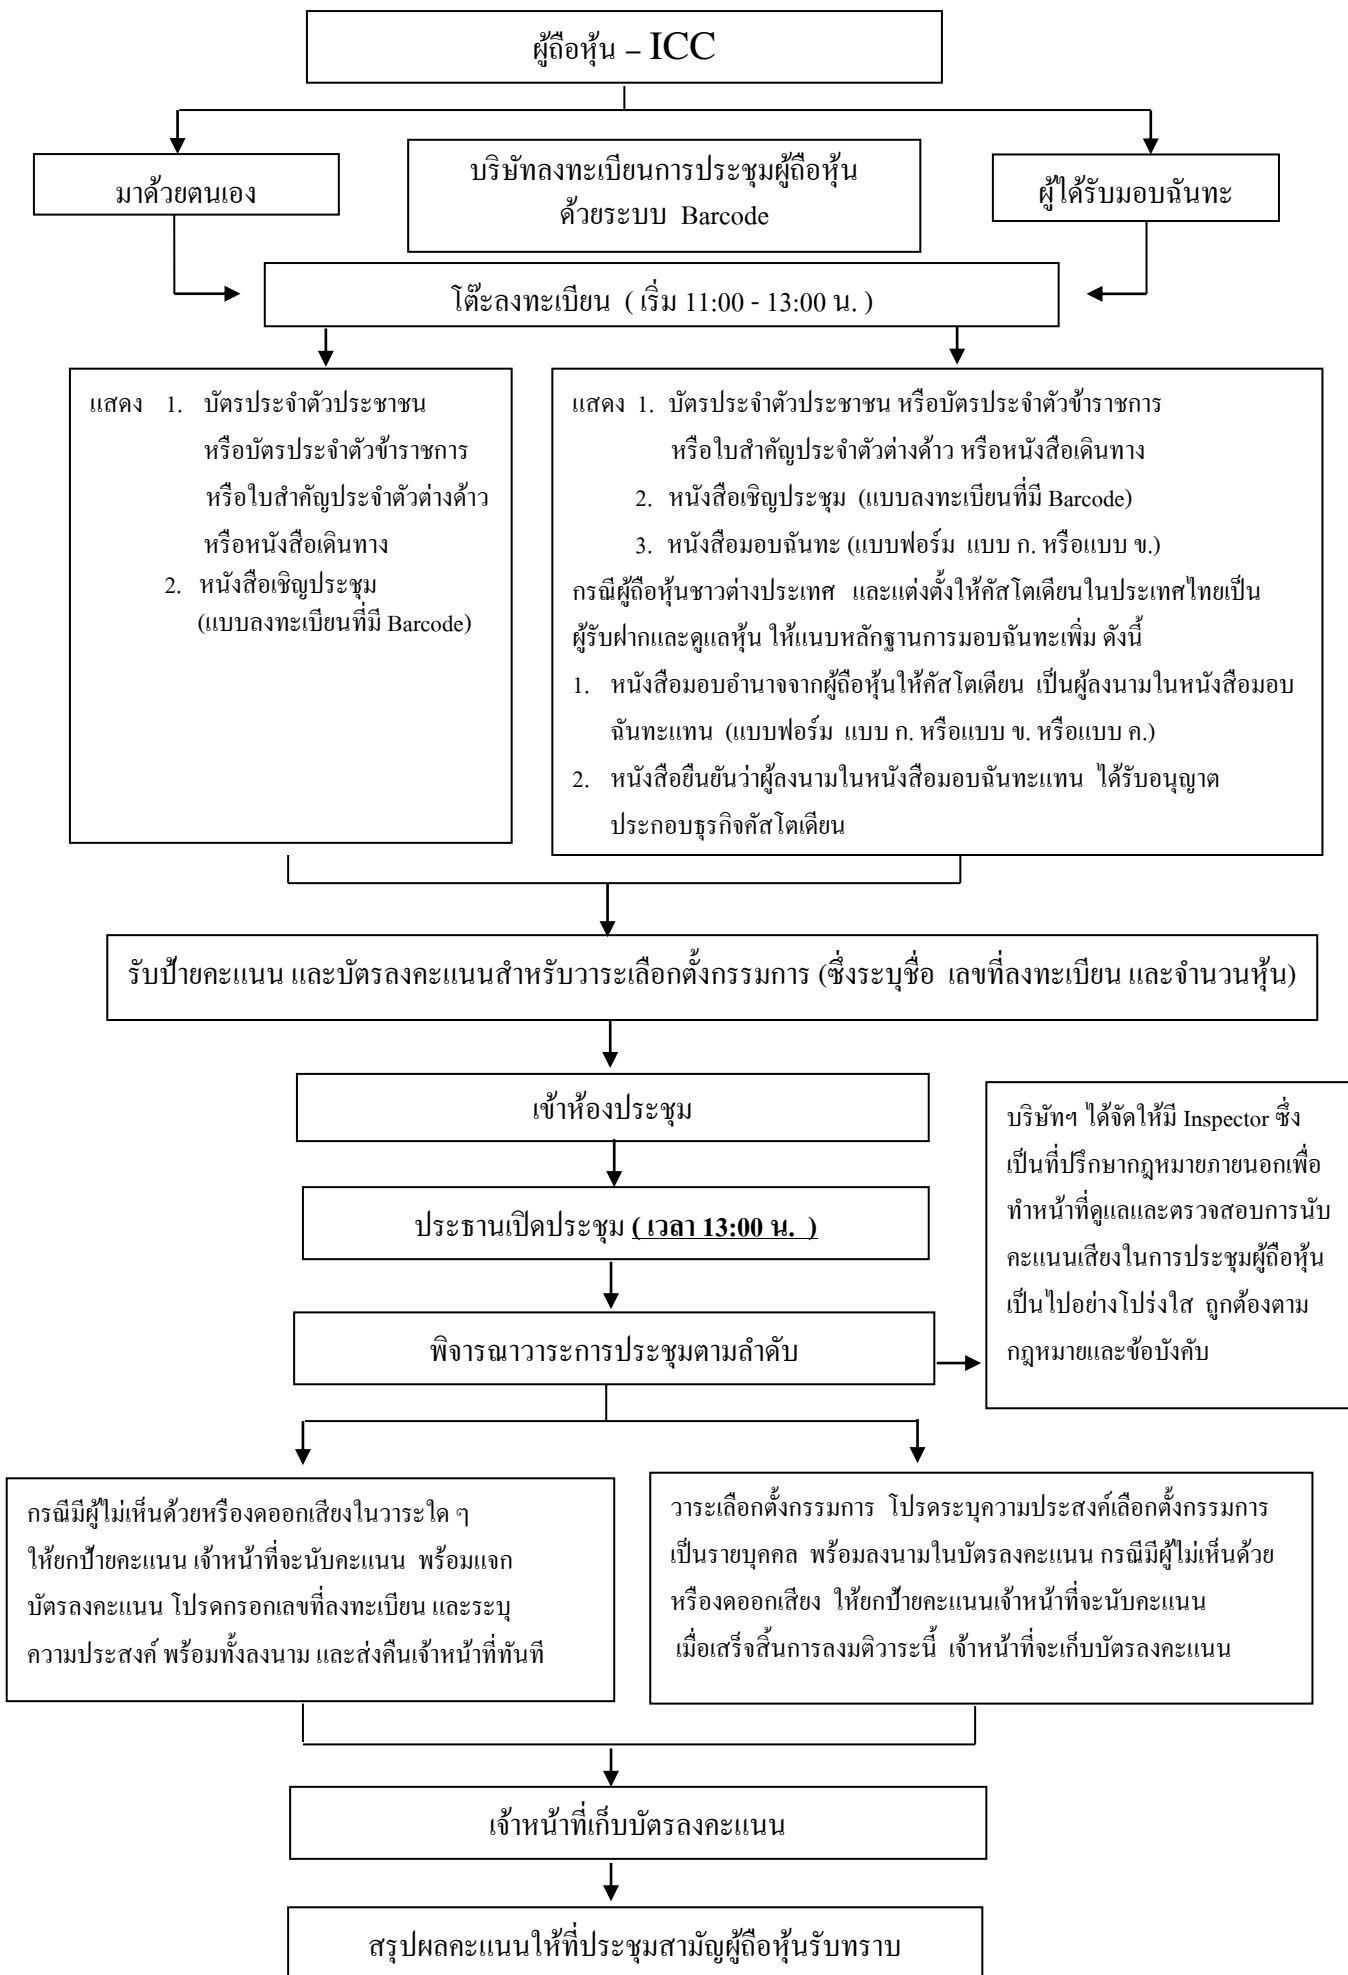 ผู้ถือหุ้น – ICC
มาด้วยตนเอง
บริษัทลงทะเบียนการประชุมผู้ถือหุ้น
ด้วยระบบ Barcode
ผู้ได้รับมอบฉันทะ
โต๊ะลงทะเบียน ( เริ่ม 11:00 - 13:00 น. )
แสดง 1. บัตรประจำตัวประชาชน
หรือบัตรประจำตัวข้าราชการ
หรือใบสำคัญประจำตัวต่างด้าว
หรือหนังสือเดินทาง
2. หนังสือเชิญประชุม
(แบบลงทะเบียนที่มี Barcode)
แสดง 1. บัตรประจำตัวประชาชน หรือบัตรประจำตัวข้าราชการ
หรือใบสำคัญประจำตัวต่างด้าว หรือหนังสือเดินทาง
2. หนังสือเชิญประชุม (แบบลงทะเบียนที่มี Barcode)
3. หนังสือมอบฉันทะ (แบบฟอร์ม แบบ ก. หรือแบบ ข.)
กรณีผู้ถือหุ้นชาวต่างประเทศ และแต่งตั้งให้คัสโตเดียนในประเทศไทยเป็น
ผู้รับฝากและดูแลหุ้น ให้แนบหลักฐานการมอบฉันทะเพิ่ม ดังนี้
1. หนังสือมอบอำนาจจากผู้ถือหุ้นให้คัสโตเดียน เป็นผู้ลงนามในหนังสือมอบ
ฉันทะแทน (แบบฟอร์ม แบบ ก. หรือแบบ ข. หรือแบบ ค.)
2. หนังสือยืนยันว่าผู้ลงนามในหนังสือมอบฉันทะแทน ได้รับอนุญาต
ประกอบธุรกิจคัสโตเดียน
รับป้ายคะแนน และบัตรลงคะแนนสำหรับวาระเลือกตั้งกรรมการ (ซึ่งระบุชื่อ เลขที่ลงทะเบียน และจำนวนหุ้น)
เข้าห้องประชุม
ประธานเปิดประชุม ( เวลา 13:00 น. )
พิจารณาวาระการประชุมตามลำดับ
บริษัทฯ ได้จัดให้มี Inspector ซึ่ง
เป็นที่ปรึกษากฎหมายภายนอกเพื่อ
ทำหน้าที่ดูแลและตรวจสอบการนับ
คะแนนเสียงในการประชุมผู้ถือหุ้น
เป็นไปอย่างโปร่งใส ถูกต้องตาม
กฎหมายและข้อบังคับ
กรณีมีผู้ไม่เห็นด้วยหรืองดออกเสียงในวาระใด ๆ
ให้ยกป้ายคะแนน เจ้าหน้าที่จะนับคะแนน พร้อมแจก
บัตรลงคะแนน โปรดกรอกเลขที่ลงทะเบียน และระบุ
ความประสงค์ พร้อมทั้งลงนาม และส่งคืนเจ้าหน้าที่ทันที
วาระเลือกตั้งกรรมการ โปรดระบุความประสงค์เลือกตั้งกรรมการ
เป็นรายบุคคล พร้อมลงนามในบัตรลงคะแนน กรณีมีผู้ไม่เห็นด้วย
หรืองดออกเสียง ให้ยกป้ายคะแนนเจ้าหน้าที่จะนับคะแนน
เมื่อเสร็จสิ้นการลงมติวาระนี้ เจ้าหน้าที่จะเก็บบัตรลงคะแนน
เจ้าหน้าที่เก็บบัตรลงคะแนน
สรุปผลคะแนนให้ที่ประชุมสามัญผู้ถือหุ้นรับทราบ